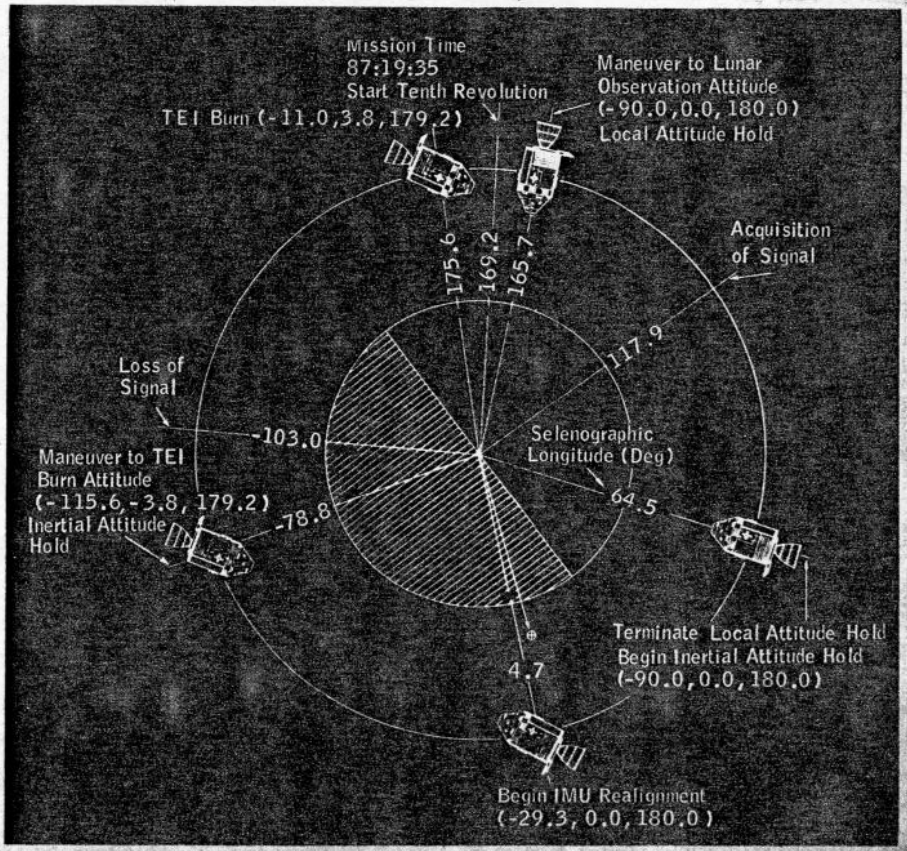 Mission Time
87:19:35
Start Tenth Revolution
TEI Burn (-11.0,3.8,179.2)
Maneuver to Lunar
Observation Attitude
(-90.0,0.0,180.0)
Local Attitude Hold
175.6
169.2
165.7
Acquisition
of Signal
117.9
Loss of
Signal
-103.0
Selenographic
Longitude (Deg)
64.5
Maneuver to TEI
Burn Attitude
(-115.6,-3.8,179.2)
Inertial Attitude
Hold
-78.8
Terminate Local Attitude Hold
Begin Inertial Attitude Hold
(-90.0,0.0,180.0)
4.7
Begin IMU Realignment
(-29.3,0.0,180.0)